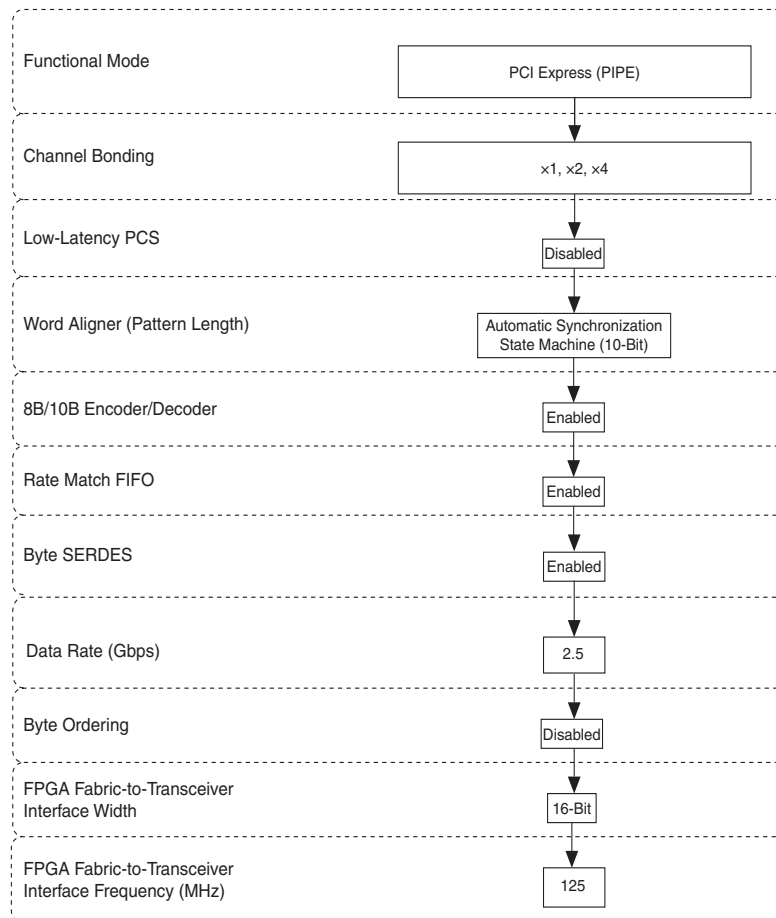 Functional Mode
PCI Express (PIPE)
Channel Bonding
×1, ×2, ×4
Low-Latency PCS
Disabled
Word Aligner (Pattern Length)
Automatic Synchronization
State Machine (10-Bit)
8B/10B Encoder/Decoder
Enabled
Rate Match FIFO
Enabled
Byte SERDES
Enabled
Data Rate (Gbps)
2.5
Byte Ordering
Disabled
FPGA Fabric-to-Transceiver
Interface Width
16-Bit
FPGA Fabric-to-Transceiver
Interface Frequency (MHz)
125